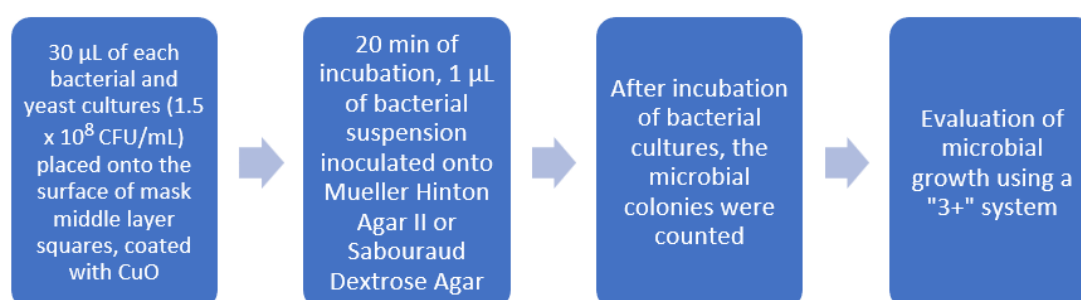 30 µL of each
bacterial and
yeast cultures (1.5
x 10⁸ CFU/mL)
placed onto the
surface of mask
middle layer
squares, coated
with CuO
20 min of
incubation, 1 µL
of bacterial
suspension
inoculated onto
Mueller Hinton
Agar II or
Sabouraud
Dextrose Agar
After incubation
of bacterial
cultures, the
microbial
colonies were
counted
Evaluation of
microbial
growth using a
"3+" system